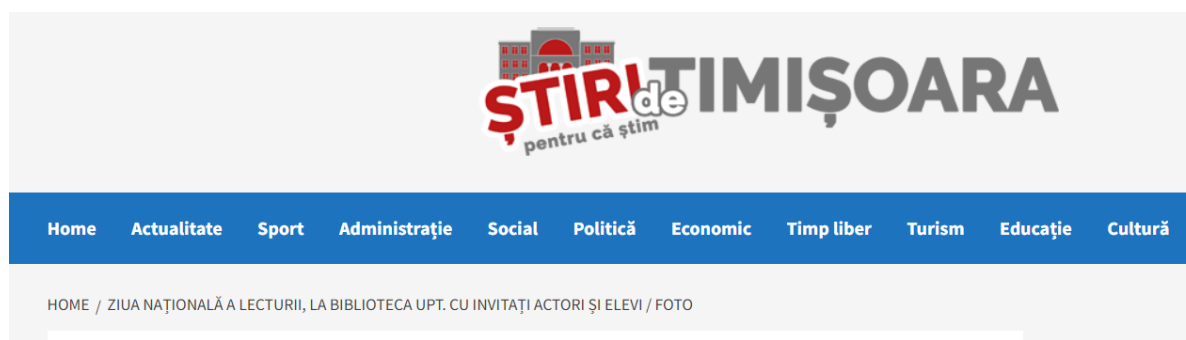 ȘTIRI de TIMIȘOARA
pentru că știm
Home Actualitate Sport Administrație Social Politică Economic Timp liber Turism Educație Cultură
HOME / ZIUA NAȚIONALĂ A LECTURII, LA BIBLIOTECA UPT. CU INVITAȚI ACTORI ȘI ELEVI / FOTO